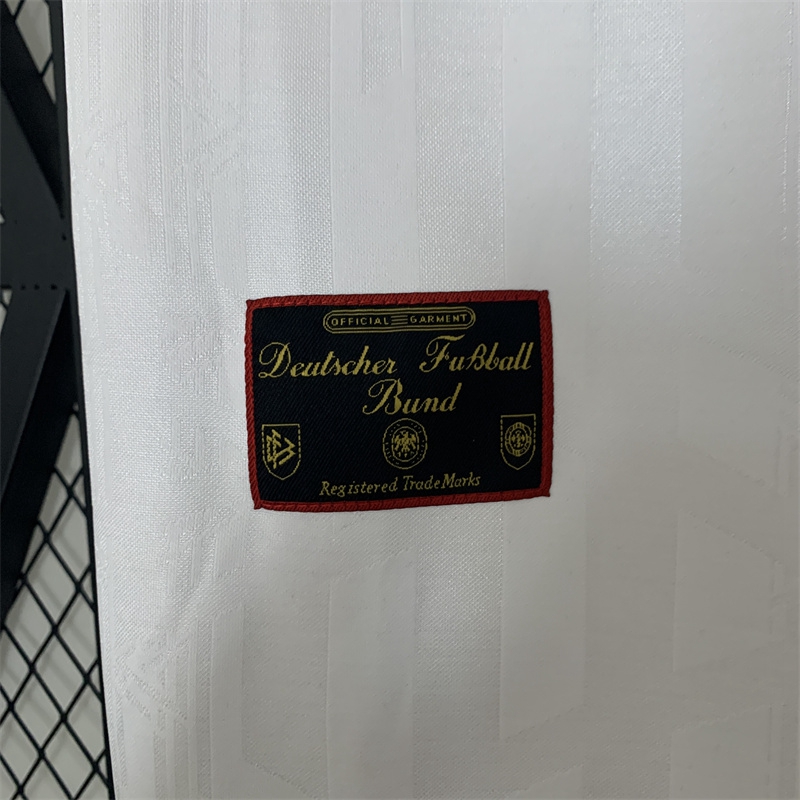 OFFICIAL GARMENT
Deutscher Fußball
Bund
Registered TradeMarks